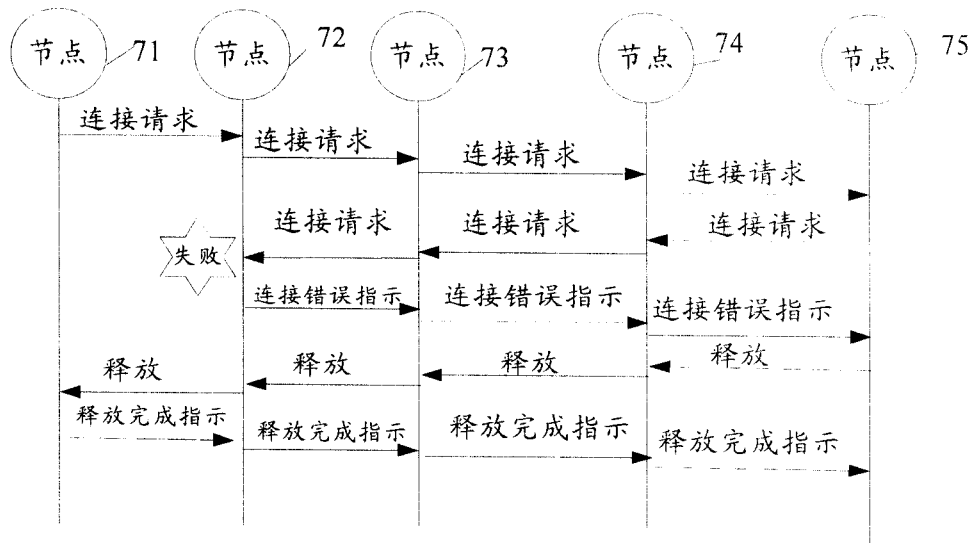 节点 71
节点 72
节点 73
节点 74
节点 75
连接请求
连接请求
连接请求
连接请求
连接请求
连接请求
连接请求
失败
连接错误指示
连接错误指示
连接错误指示
释放
释放
释放
释放
释放完成指示
释放完成指示
释放完成指示
释放完成指示